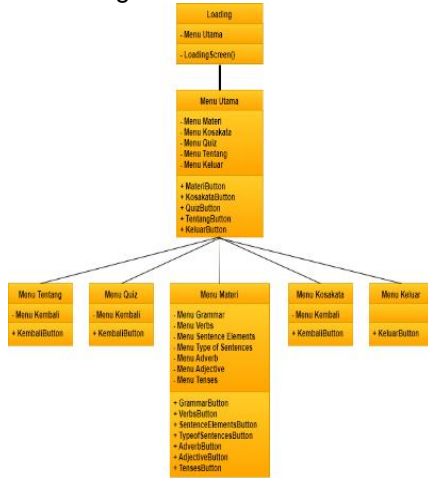 Loading
- Menu Utama
- LoadingScreen()
Menu Utama
- Menu Materi
- Menu Kosakata
- Menu Quiz
- Menu Tentang
- Menu Keluar
+ MateriButton
+ KosakataButton
+ QuizButton
+ TentangButton
+ KeluarButton
Menu Tentang
- Menu Kembali
+ KembaliButton
Menu Quiz
- Menu Kembali
+ KembaliButton
Menu Materi
- Menu Grammar
- Menu Verbs
- Menu Sentence Elements
- Menu Type of Sentences
- Menu Adverb
- Menu Adjective
- Menu Tenses
+ GrammarButton
+ VerbsButton
+ SentenceElementsButton
+ TypeofSentencesButton
+ AdverbButton
+ AdjectiveButton
+ TensesButton
Menu Kosakata
- Menu Kembali
+ KembaliButton
Menu Keluar
+ KeluarButton